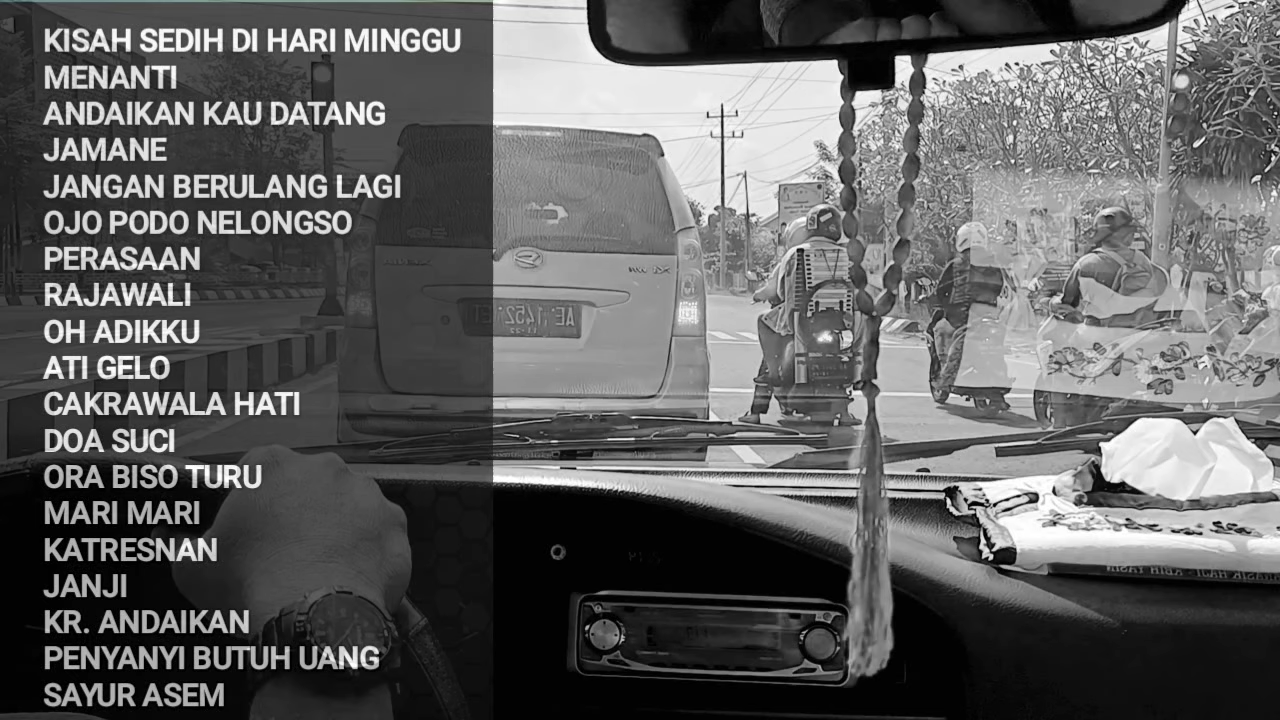 KISAH SEDIH DI HARI MINGGU
MENANTI
ANDAIKAN KAU DATANG
JAMANE
JANGAN BERULANG LAGI
OJO PODO NELONGSO
PERASAAN
RAJAWALI
OH ADIKKU
ATI GELO
CAKRAWALA HATI
DOA SUCI
ORA BISO TURU
MARI MARI
KATRESNAN
JANJI
KR. ANDAIKAN
PENYANYI BUTUH UANG
SAYUR ASEM